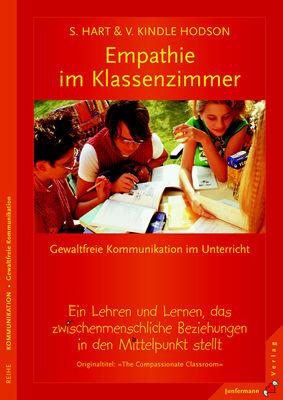 S. HART & V. KINDLE HODSON
Empathie
im Klassenzimmer
Gewaltfreie Kommunikation im Unterricht
Ein Lehren und Lernen, das
zwischenmenschliche Beziehungen
in den Mittelpunkt stellt
Originaltitel: »The Compassionate Classroom«
REIHE KOMMUNIKATION • Gewaltfreie Kommunikation
Junfermann
Verlag